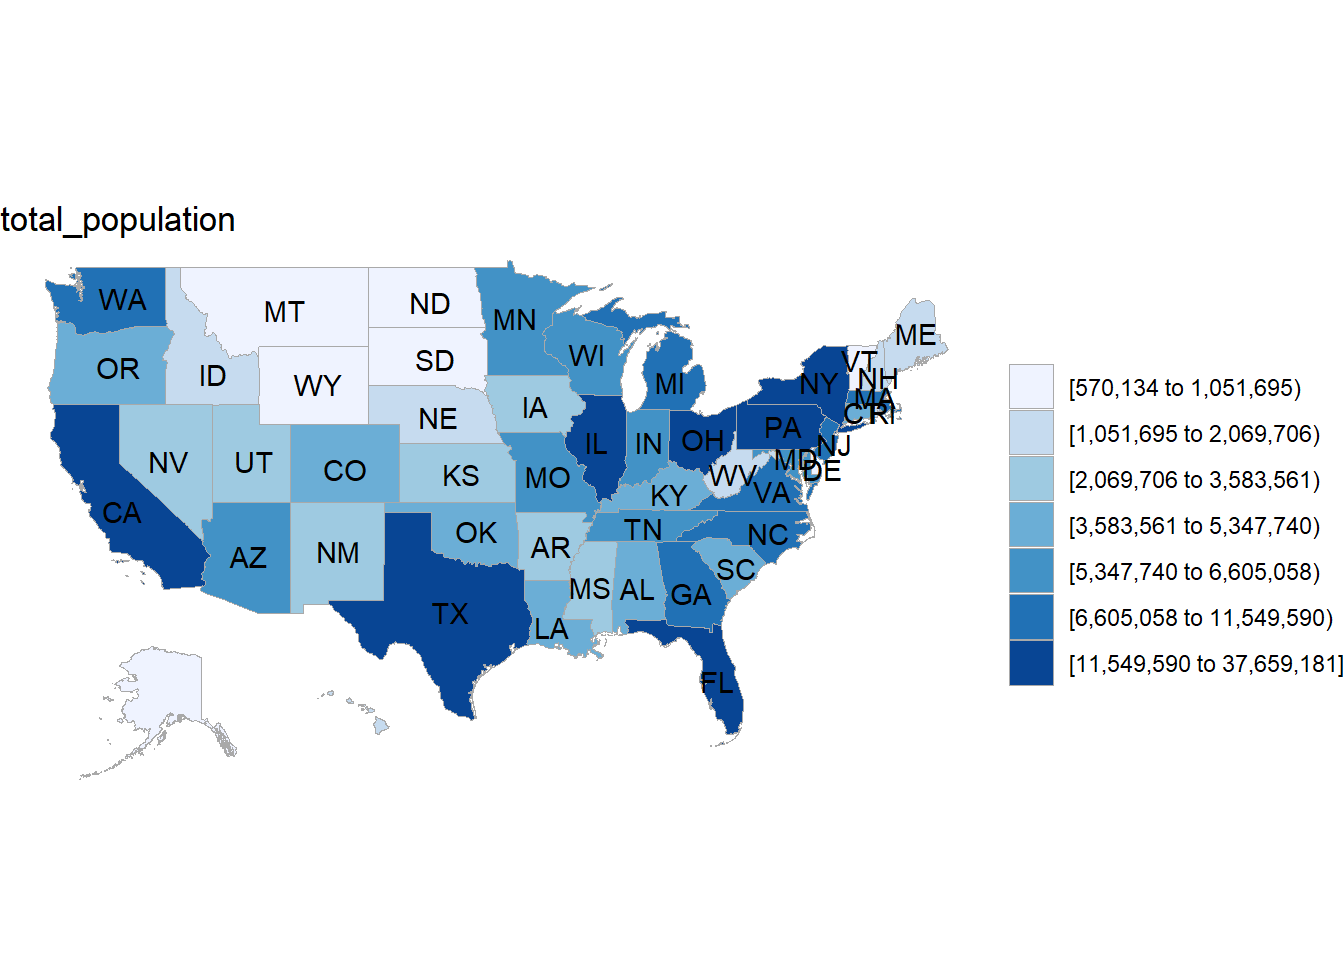 total_population
WA
MT
ND
MN
ME
OR
ID
WY
SD
WI
MI
NY
VT
NH
MA
CT
RI
NE
IA
NV
UT
CO
KS
MO
IL
IN
OH
PA
NJ
MD
DE
WV
VA
KY
CA
AZ
NM
OK
AR
TN
NC
SC
MS
AL
GA
TX
LA
FL
[570,134 to 1,051,695)
[1,051,695 to 2,069,706)
[2,069,706 to 3,583,561)
[3,583,561 to 5,347,740)
[5,347,740 to 6,605,058)
[6,605,058 to 11,549,590)
[11,549,590 to 37,659,181]